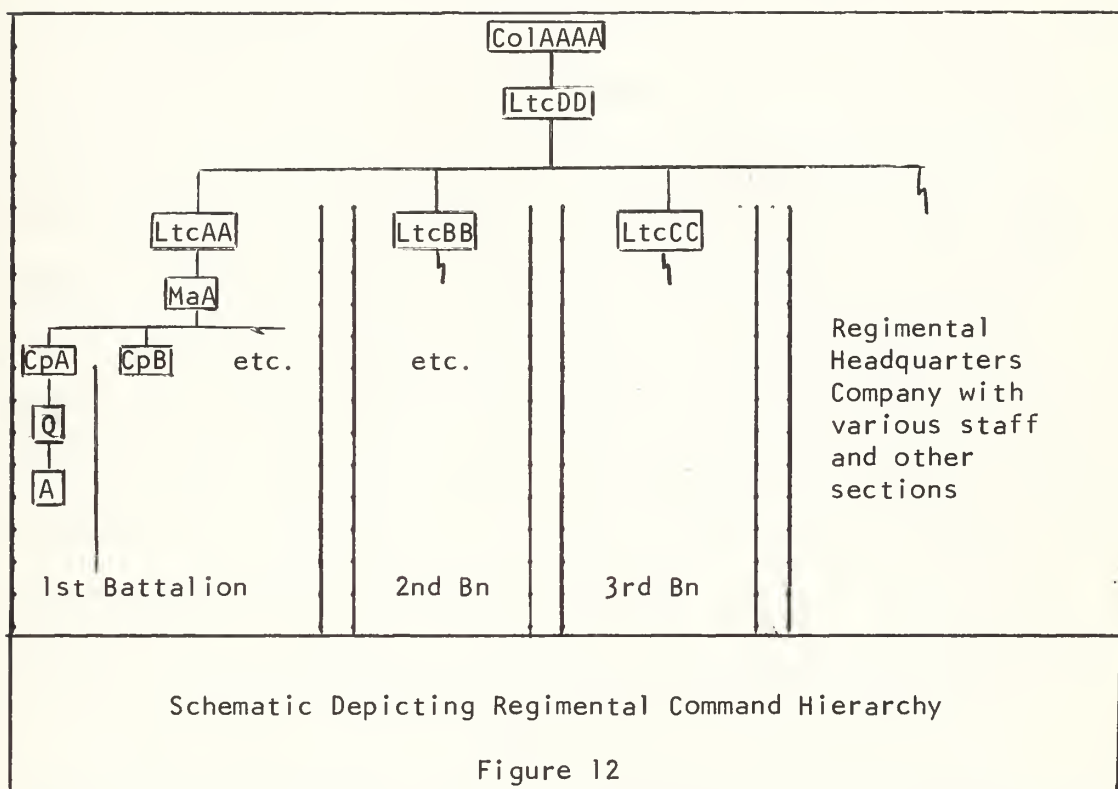 ColAAAA
LtcDD
LtcAA
LtcBB
LtcCC
MaA
CpA
CpB
etc.
etc.
Q
A
Regimental
Headquarters
Company with
various staff
and other
sections
1st Battalion
2nd Bn
3rd Bn
Schematic Depicting Regimental Command Hierarchy
Figure 12